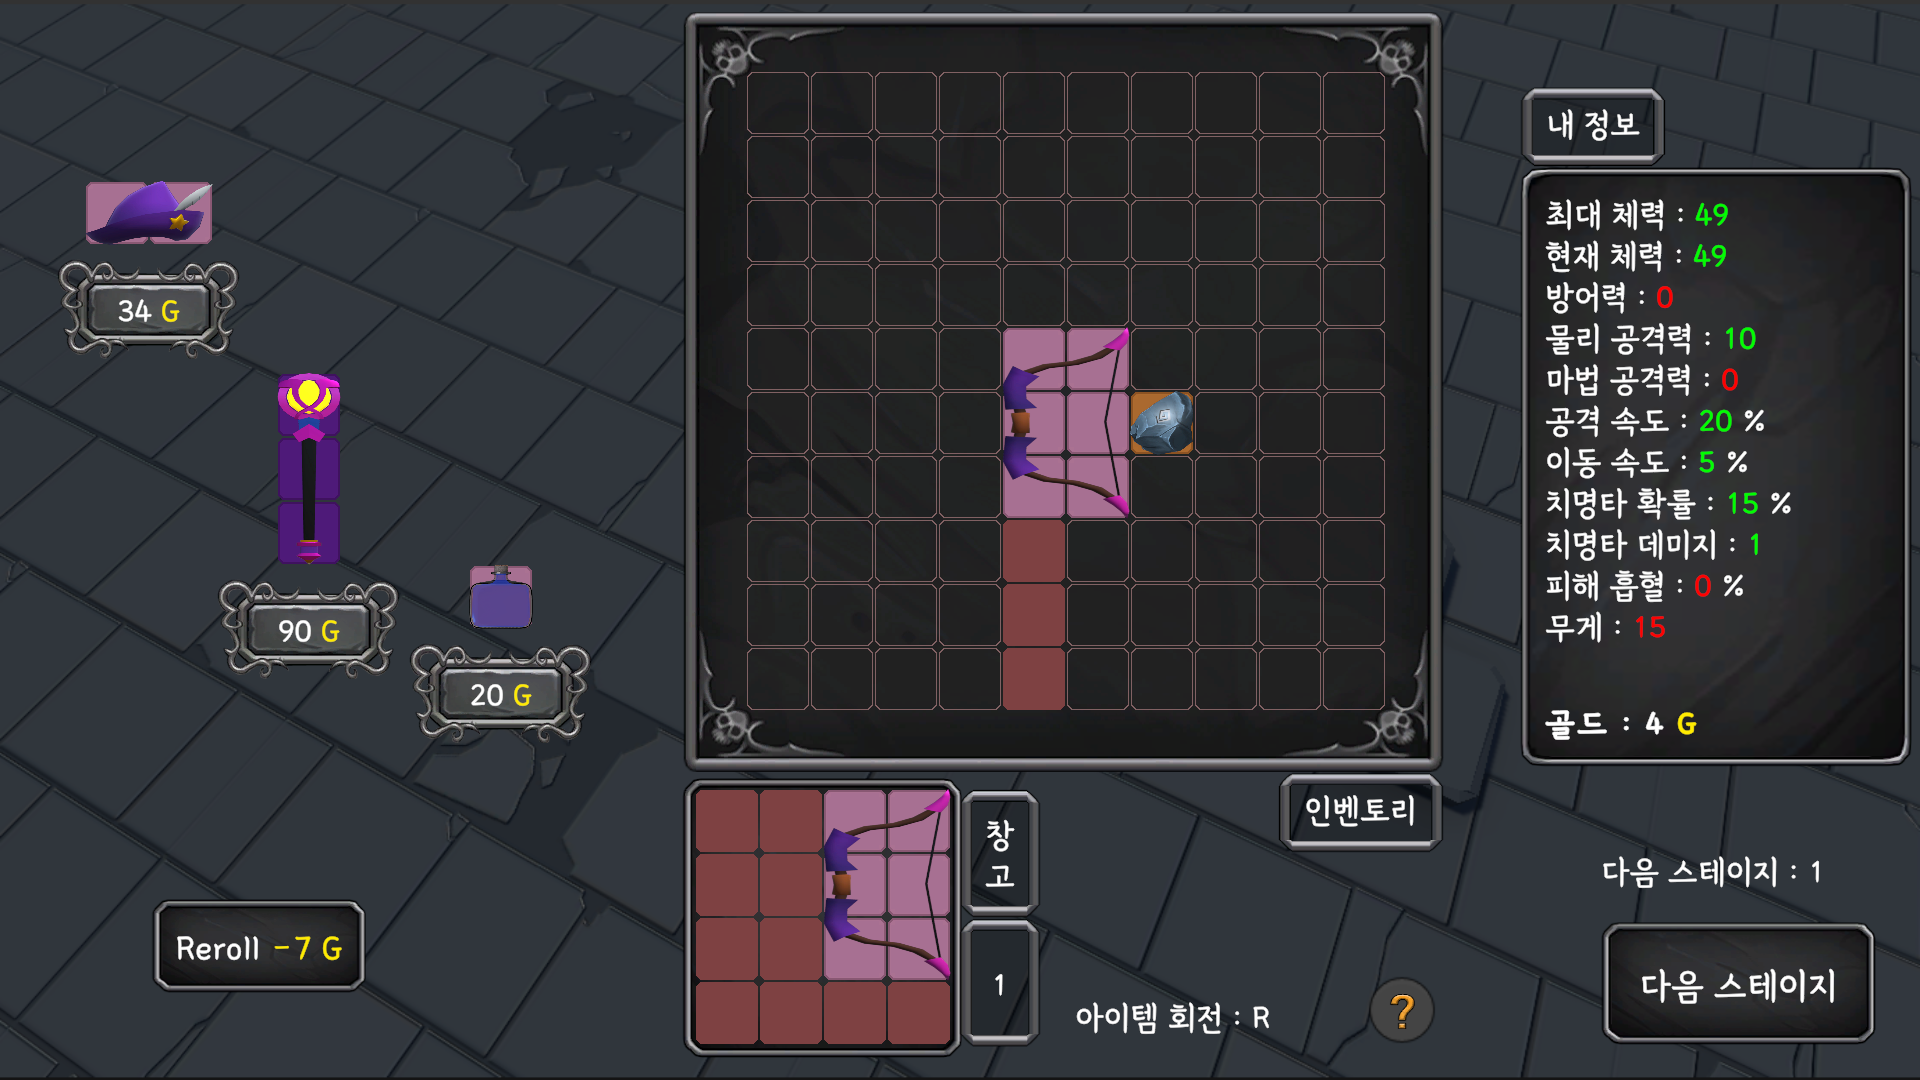 34 G
90 G
20 G
Reroll -7 G
내 정보
최대 체력 : 49
현재 체력 : 49
방어력 : 0
물리 공격력 : 10
마법 공격력 : 0
공격 속도 : 20 %
이동 속도 : 5 %
치명타 확률 : 15 %
치명타 데미지 : 1
피해 흡혈 : 0 %
무게 : 15
골드 : 4 G
인벤토리
창고
1
아이템 회전 : R
?
다음 스테이지 : 1
다음 스테이지